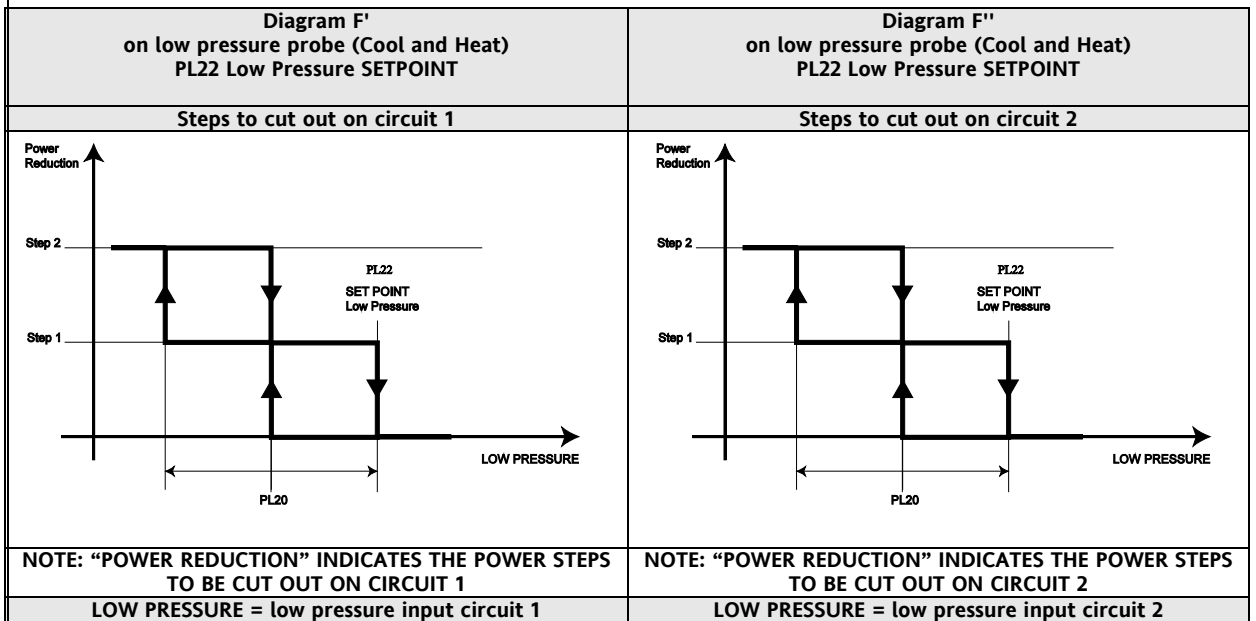 Diagram F'
on low pressure probe (Cool and Heat)
PL22 Low Pressure SETPOINT
Steps to cut out on circuit 1
Power
Reduction
Step 2
PL22
SET POINT
Low Pressure
Step 1
LOW PRESSURE
PL20
NOTE: “POWER REDUCTION” INDICATES THE POWER STEPS
TO BE CUT OUT ON CIRCUIT 1
LOW PRESSURE = low pressure input circuit 1
Diagram F''
on low pressure probe (Cool and Heat)
PL22 Low Pressure SETPOINT
Steps to cut out on circuit 2
Power
Reduction
Step 2
PL22
SET POINT
Low Pressure
Step 1
LOW PRESSURE
PL20
NOTE: “POWER REDUCTION” INDICATES THE POWER STEPS
TO BE CUT OUT ON CIRCUIT 2
LOW PRESSURE = low pressure input circuit 2